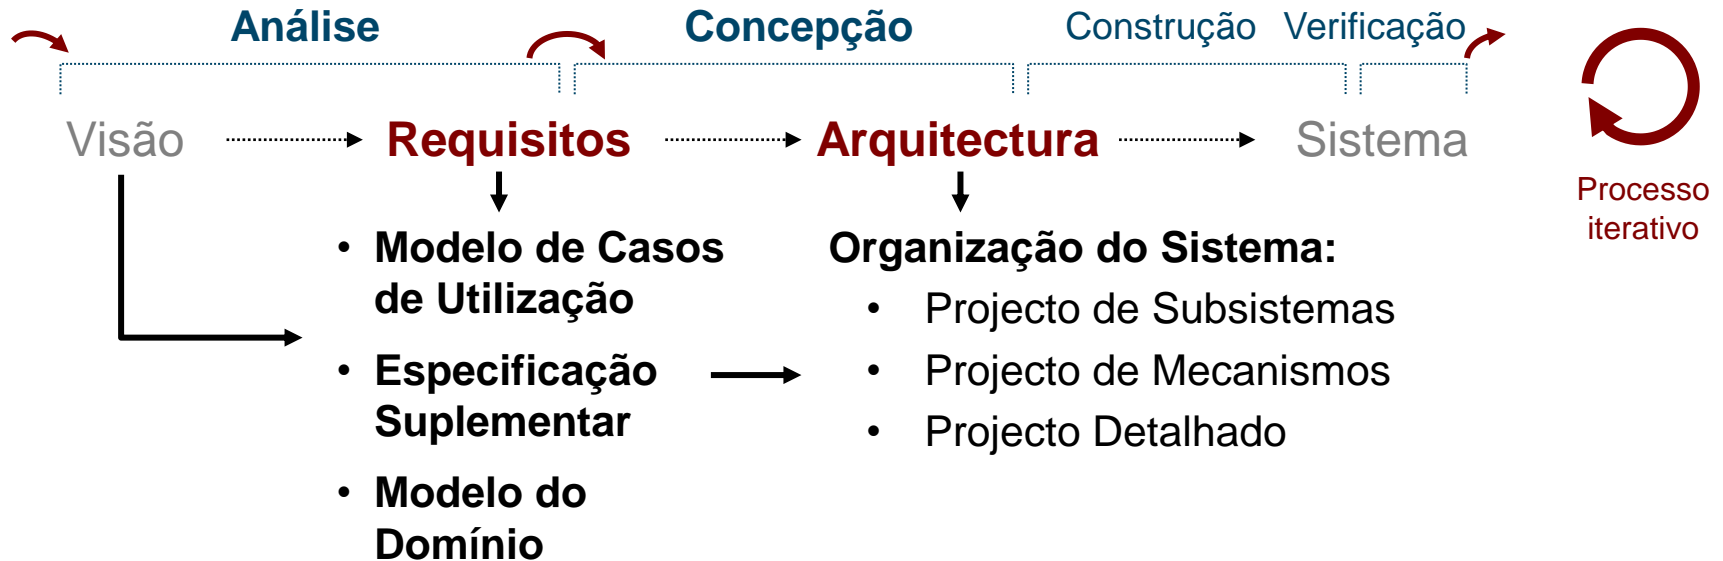 Análise
Concepção
Construção
Verificação
Visão
Requisitos
Arquitectura
Sistema
Processo
iterativo
• Modelo de Casos
de Utilização
• Especificação
Suplementar
• Modelo do
Domínio
Organização do Sistema:
• Projecto de Subsistemas
• Projecto de Mecanismos
• Projecto Detalhado